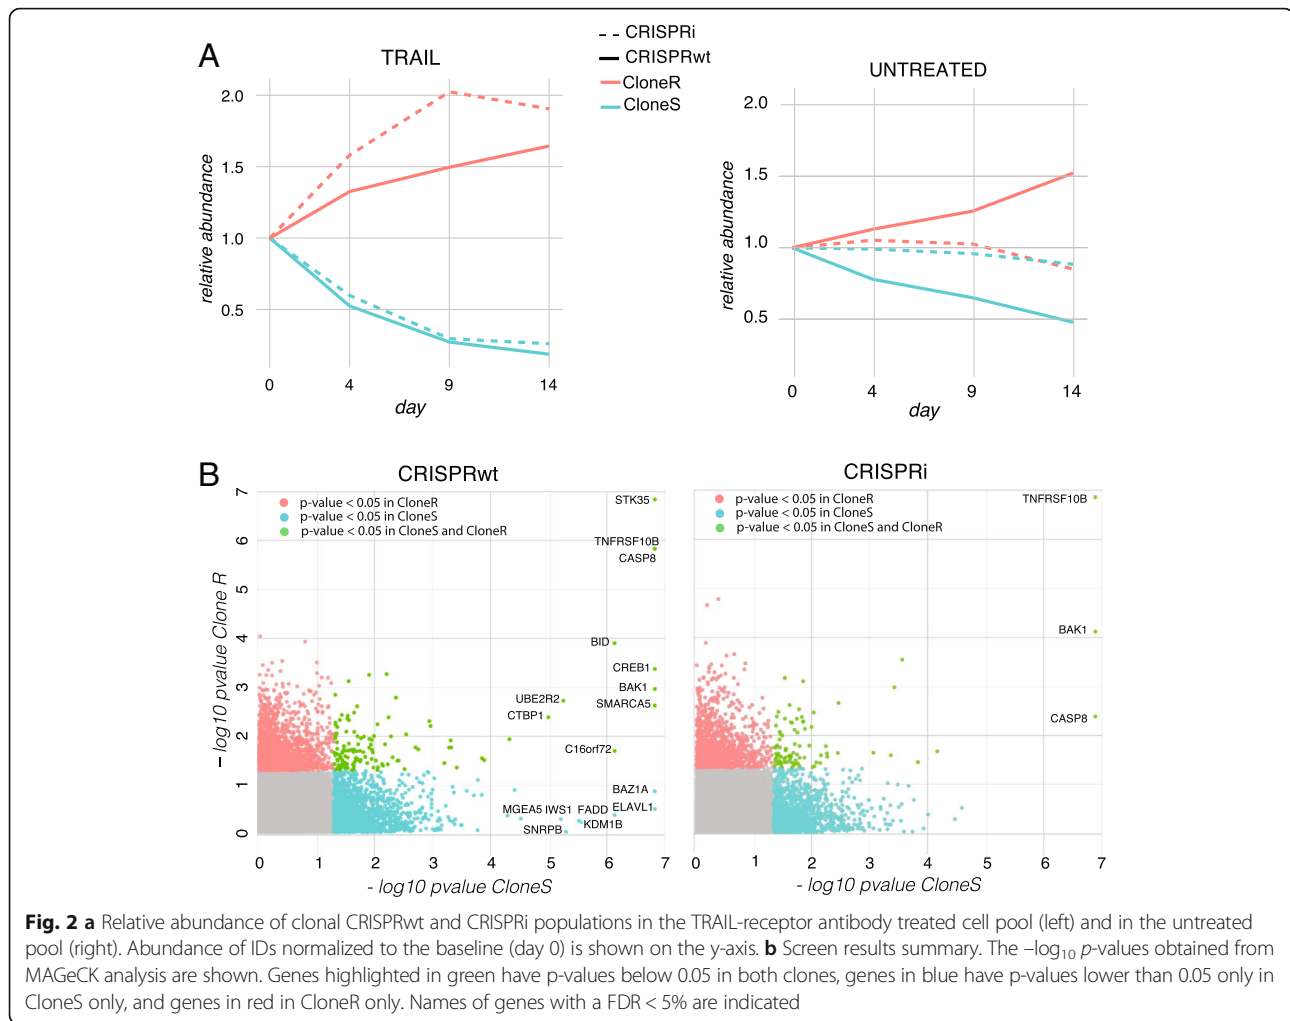 A
TRAIL
CRISPRi
CRISPRwt
CloneR
CloneS
UNTREATED
2.0
1.5
1.0
0.5
relative abundance
0 4 9 14
day
2.0
1.5
1.0
0.5
relative abundance
0 4 9 14
day
B
CRISPRwt
p-value < 0.05 in CloneR
p-value < 0.05 in CloneS
p-value < 0.05 in CloneS and CloneR
STK35
TNFRSF10B
CASP8
BID
CREB1
BAK1
UBE2R2
SMARCA5
CTBP1
C16orf72
BAZ1A
MGEA5 IWS1 FADD ELAVL1
KDM1B
SNRPB
7
6
5
4
3
2
1
0
– log10 pvalue Clone R
0 1 2 3 4 5 6 7
- log10 pvalue CloneS
CRISPRi
p-value < 0.05 in CloneR
p-value < 0.05 in CloneS
p-value < 0.05 in CloneS and CloneR
TNFRSF10B
BAK1
CASP8
0 1 2 3 4 5 6 7
- log10 pvalue CloneS
Fig. 2 a Relative abundance of clonal CRISPRwt and CRISPRi populations in the TRAIL-receptor antibody treated cell pool (left) and in the untreated
pool (right). Abundance of IDs normalized to the baseline (day 0) is shown on the y-axis. b Screen results summary. The –log10 p-values obtained from
MAGeCK analysis are shown. Genes highlighted in green have p-values below 0.05 in both clones, genes in blue have p-values lower than 0.05 only in
CloneS only, and genes in red in CloneR only. Names of genes with a FDR < 5% are indicated